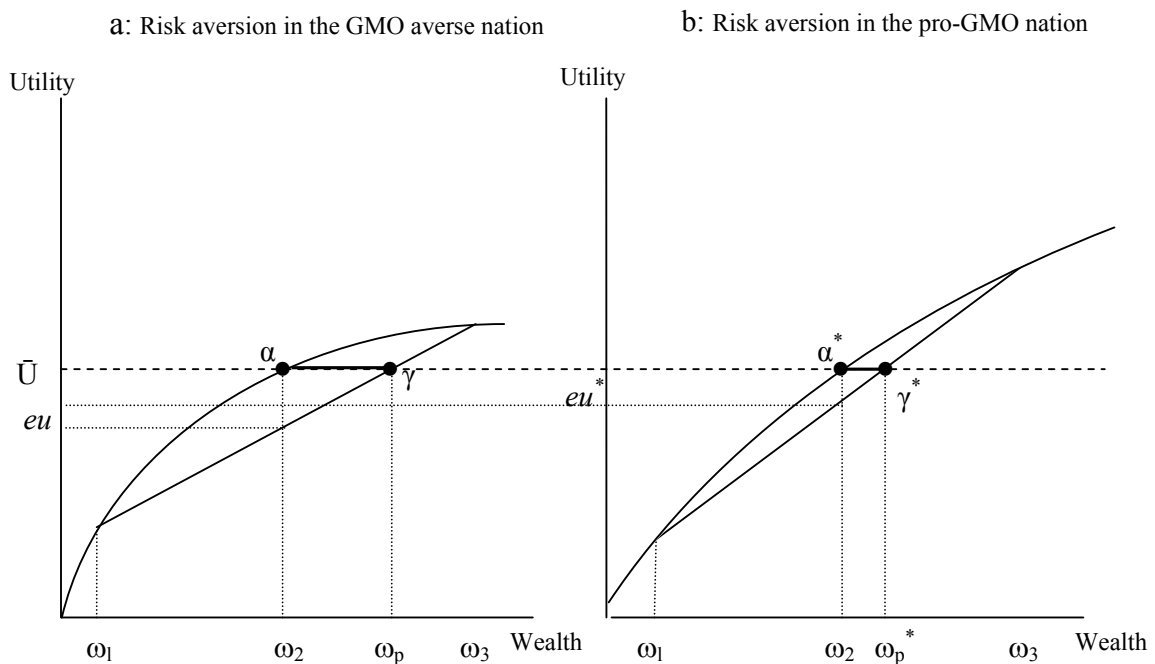 a: Risk aversion in the GMO averse nation
b: Risk aversion in the pro-GMO nation
Utility
Utility
α
α*
Ū
γ
eu*
γ*
eu
ω1
ω2
ωp
ω3
Wealth
ω1
ω2
ωp*
ω3
Wealth